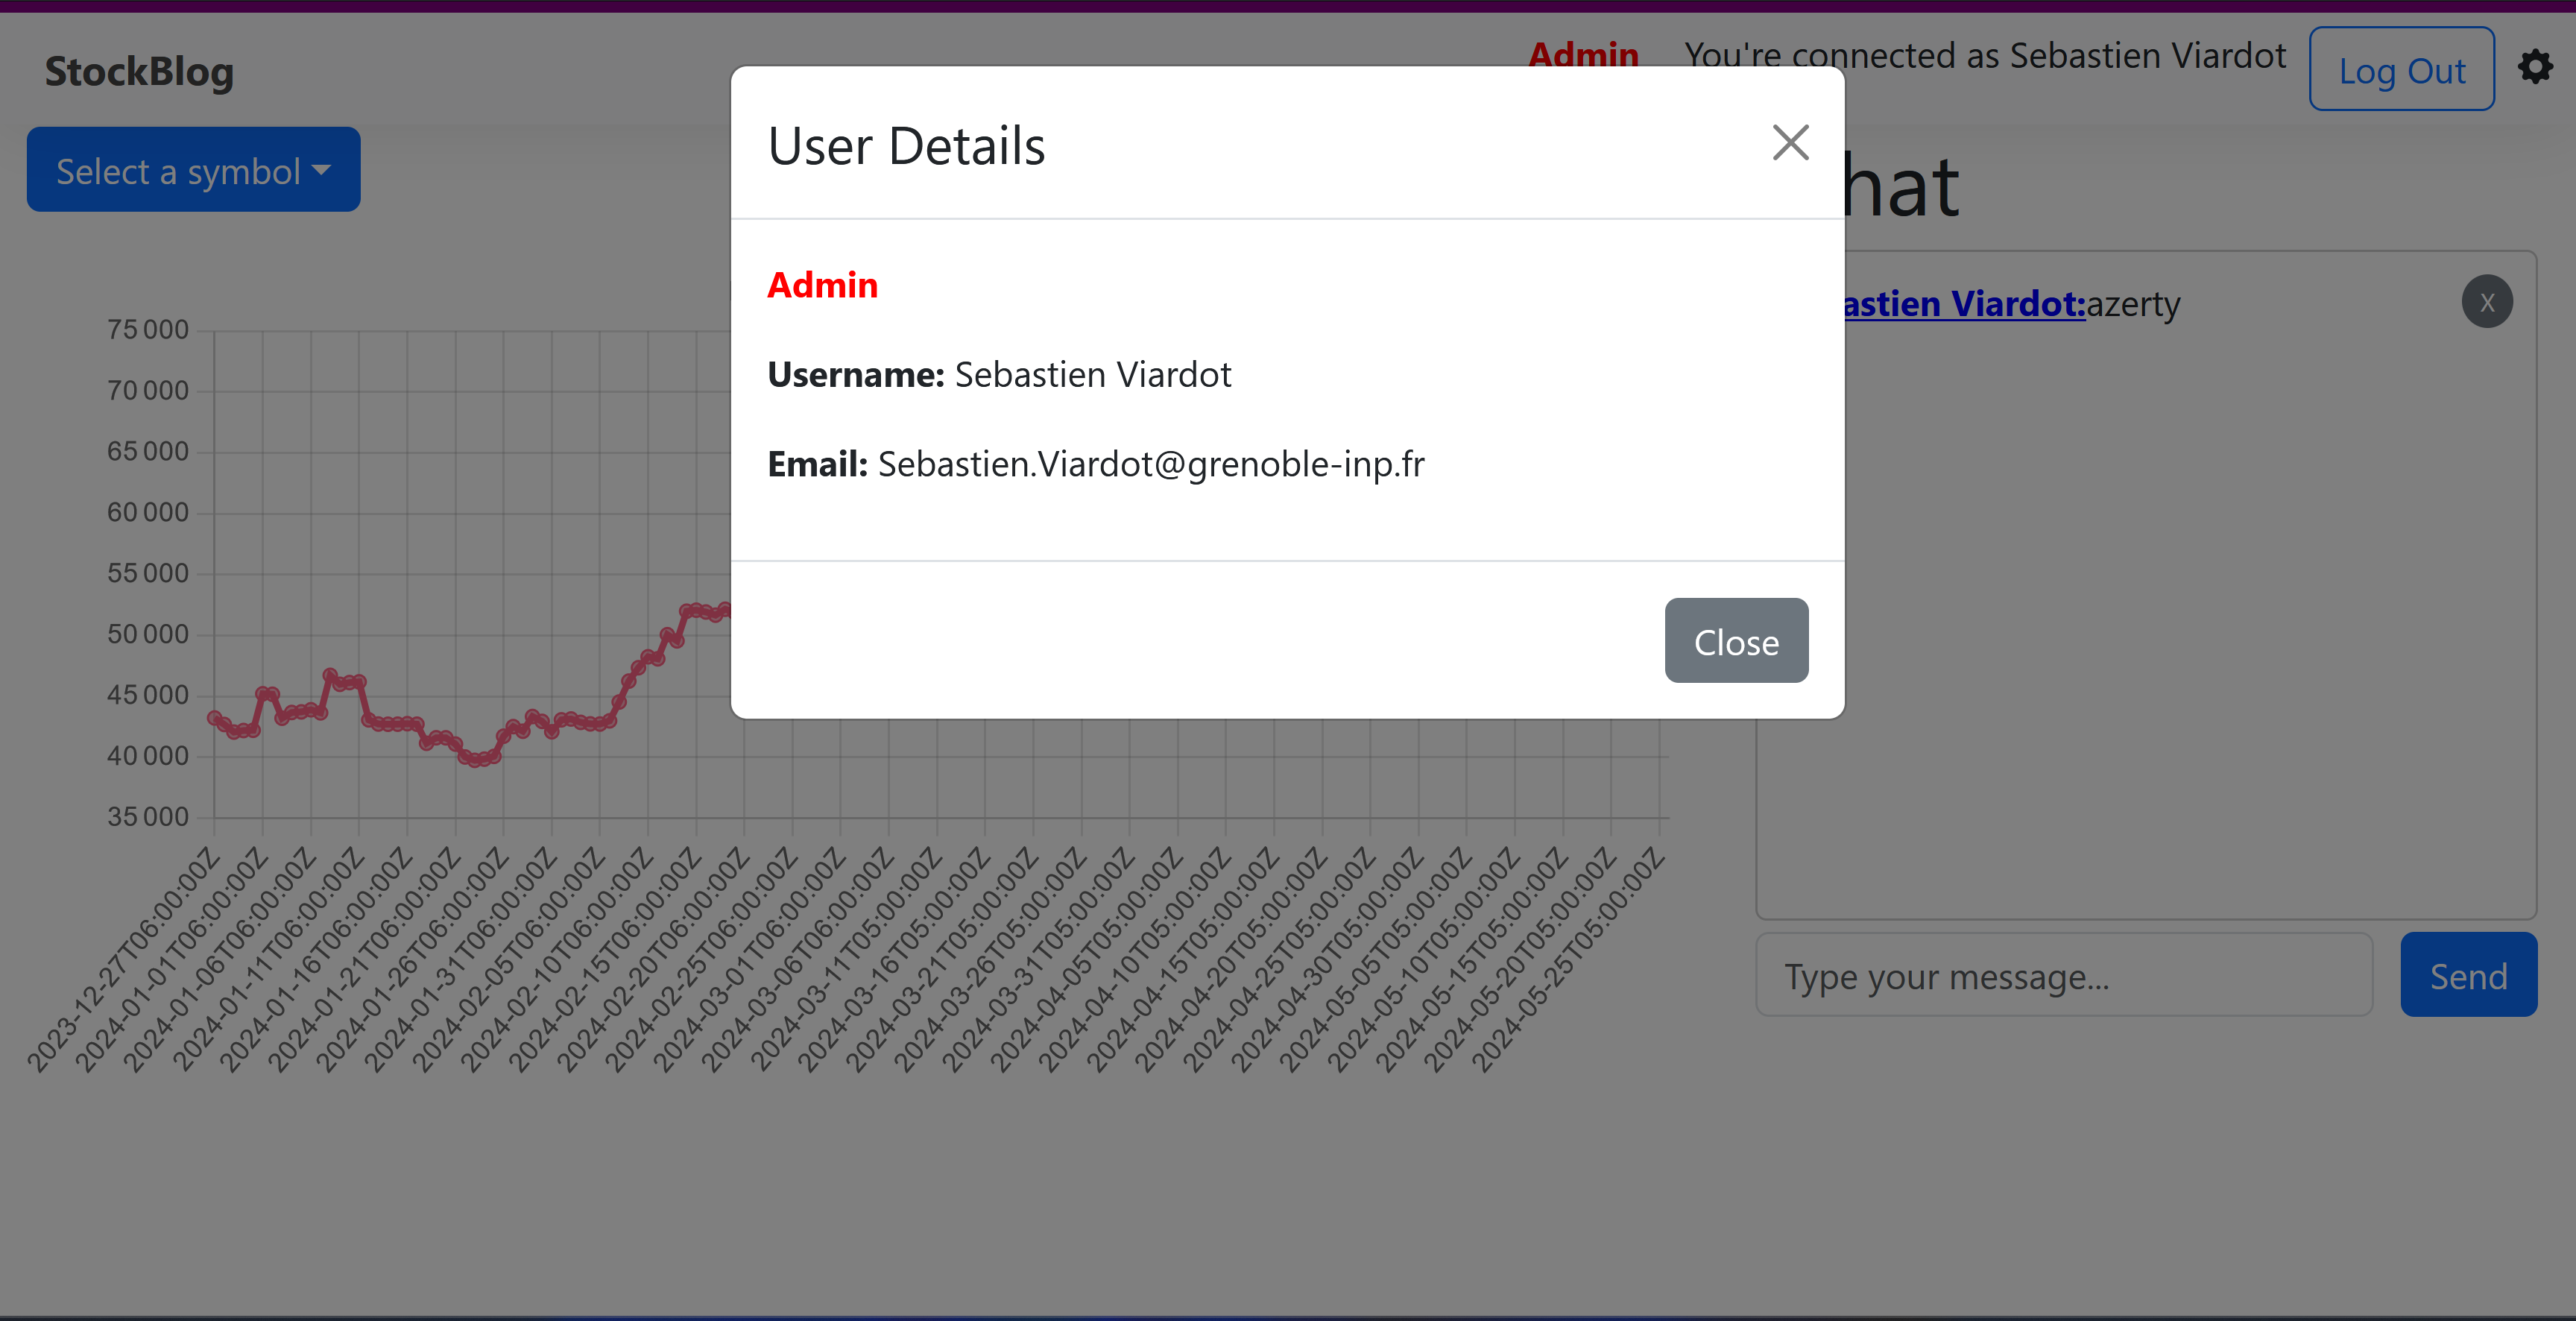 StockBlog
Admin
You're connected as Sebastien Viardot
Log Out
Select a symbol
User Details
Admin
Username: Sebastien Viardot
Email: Sebastien.Viardot@grenoble-inp.fr
Close
hat
astien Viardot:azerty
X
75 000
70 000
65 000
60 000
55 000
50 000
45 000
40 000
35 000
2023-12-27T06:00:00Z
2024-01-01T06:00:00Z
2024-01-06T06:00:00Z
2024-01-11T06:00:00Z
2024-01-16T06:00:00Z
2024-01-21T06:00:00Z
2024-01-26T06:00:00Z
2024-01-31T06:00:00Z
2024-02-05T06:00:00Z
2024-02-10T06:00:00Z
2024-02-15T06:00:00Z
2024-02-20T06:00:00Z
2024-02-25T06:00:00Z
2024-03-01T06:00:00Z
2024-03-06T06:00:00Z
2024-03-11T05:00:00Z
2024-03-16T05:00:00Z
2024-03-21T05:00:00Z
2024-03-26T05:00:00Z
2024-03-31T05:00:00Z
2024-04-05T05:00:00Z
2024-04-10T05:00:00Z
2024-04-15T05:00:00Z
2024-04-20T05:00:00Z
2024-04-25T05:00:00Z
2024-04-30T05:00:00Z
2024-05-05T05:00:00Z
2024-05-10T05:00:00Z
2024-05-15T05:00:00Z
2024-05-20T05:00:00Z
2024-05-25T05:00:00Z
Type your message...
Send